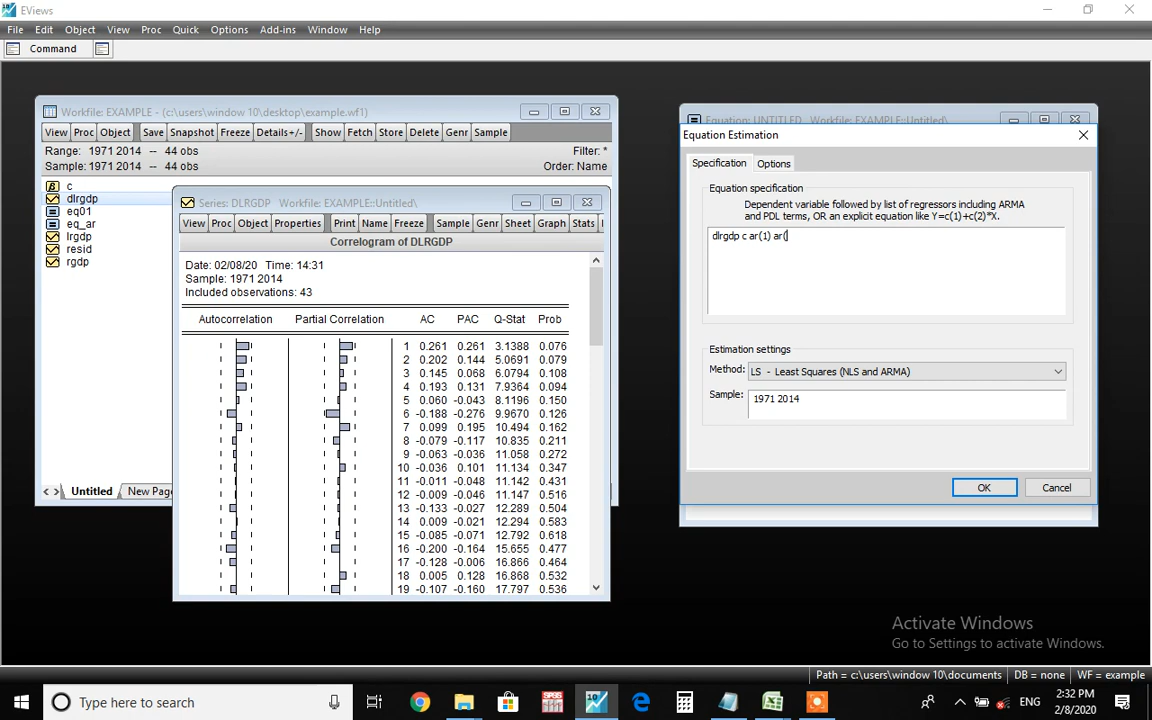 EViews
File Edit Object View Proc Quick Options Add-ins Window Help
Command
Workfile: EXAMPLE - (c:\users\window 10\desktop\example.wf1)
View Proc Object Save Snapshot Freeze Details+/- Show Fetch Store Delete Genr Sample
Range: 1971 2014 -- 44 obs Filter: *
Sample: 1971 2014 -- 44 obs Order: Name
c
dlrgdp
eq01
eq_ar
lrgdp
resid
rgdp
Untitled New Page
Series: DLRGDP Workfile: EXAMPLE::Untitled\
View Proc Object Properties Print Name Freeze Sample Genr Sheet Graph Stats
Correlogram of DLRGDP
Date: 02/08/20 Time: 14:31
Sample: 1971 2014
Included observations: 43
Autocorrelation Partial Correlation AC PAC Q-Stat Prob
1 0.261 0.261 3.1388 0.076
2 0.202 0.144 5.0691 0.079
3 0.145 0.068 6.0794 0.108
4 0.193 0.131 7.9364 0.094
5 0.060 -0.043 8.1196 0.150
6 -0.188 -0.276 9.9670 0.126
7 0.099 0.195 10.494 0.162
8 -0.079 -0.117 10.835 0.211
9 -0.063 -0.036 11.058 0.272
10 -0.036 0.101 11.134 0.347
11 -0.011 -0.048 11.142 0.431
12 -0.009 -0.046 11.147 0.516
13 -0.133 -0.027 12.289 0.504
14 0.009 -0.021 12.294 0.583
15 -0.085 -0.071 12.792 0.618
16 -0.200 -0.164 15.655 0.477
17 -0.128 -0.006 16.866 0.464
18 0.005 0.128 16.868 0.532
19 -0.107 -0.160 17.797 0.536
Equation: UNTITLED Workfile: EXAMPLE::Untitled\
Equation Estimation
Specification Options
Equation specification
Dependent variable followed by list of regressors including ARMA
and PDL terms, OR an explicit equation like Y=c(1)+c(2)*X.
dlrgdp c ar(1) ar(
Estimation settings
Method: LS - Least Squares (NLS and ARMA)
Sample: 1971 2014
OK Cancel
Activate Windows
Go to Settings to activate Windows.
Path = c:\users\window 10\documents DB = none WF = example
Type here to search
SPSS
10
ENG
2:32 PM
2/8/2020